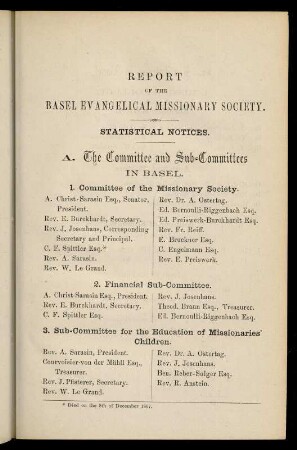 REPORT
OF THE
BASEL EVANGELICAL MISSIONARY SOCIETY.
STATISTICAL NOTICES.
A. The Committee and Sub-Committees
IN BASEL.
1. Committee of the Missionary Society.
A. Christ-Sarasin Esq., Senator,
President.
Rev. E. Burckhardt, Secretary.
Rev. J. Josenhans, Corresponding
Secretary and Principal.
C. F. Spittler Esq.*
Rev. A. Sarasin.
Rev. W. Le Grand.
Rev. Dr. A. Ostertag.
Ed. Bernoulli-Riggenbach Esq.
Ed. Preiswerk-Burckhardt Esq.
Rev. Fr. Reiff.
E. Bruckner Esq.
C. Engelmann Esq.
Rev. E. Preiswerk.
2. Financial Sub-Committee.
A. Christ Sarasin Esq., President.
Rev. E. Burckhardt, Secretary.
C. F. Spittler Esq.
Rev. J. Josenhans.
Theod. Braun Esq., Treasurer.
Ed. Bernoulli-Riggenbach Esq.
3. Sub-Committee for the Education of Missionaries'
Children.
Rev. A. Sarasin, President.
Courvoisier-von der Mühll Esq.,
Treasurer.
Rev. J. Pfisterer, Secretary.
Rev. W. Le Grand.
Rev. Dr. A. Ostertag.
Rev. J. Josenhans.
Hen. Reber-Sulger Esq.
Rev. R. Anstein.
* Died on the 8th of December 1867.